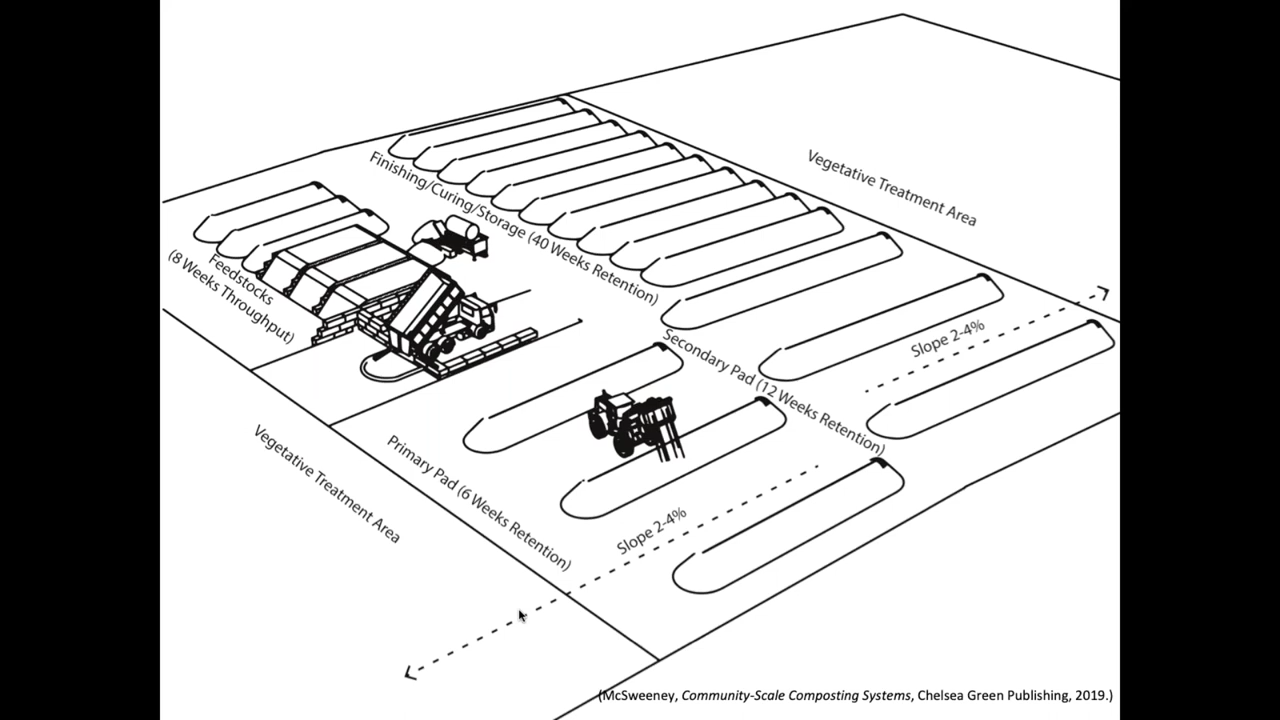 Vegetative Treatment Area
Finishing/Curing/Storage (40 Weeks Retention)
Feedstocks
(8 Weeks Throughput)
Slope 2-4%
Secondary Pad (12 Weeks Retention)
Vegetative Treatment Area
Primary Pad (6 Weeks Retention)
Slope 2-4%
(McSweeney, Community-Scale Composting Systems, Chelsea Green Publishing, 2019.)